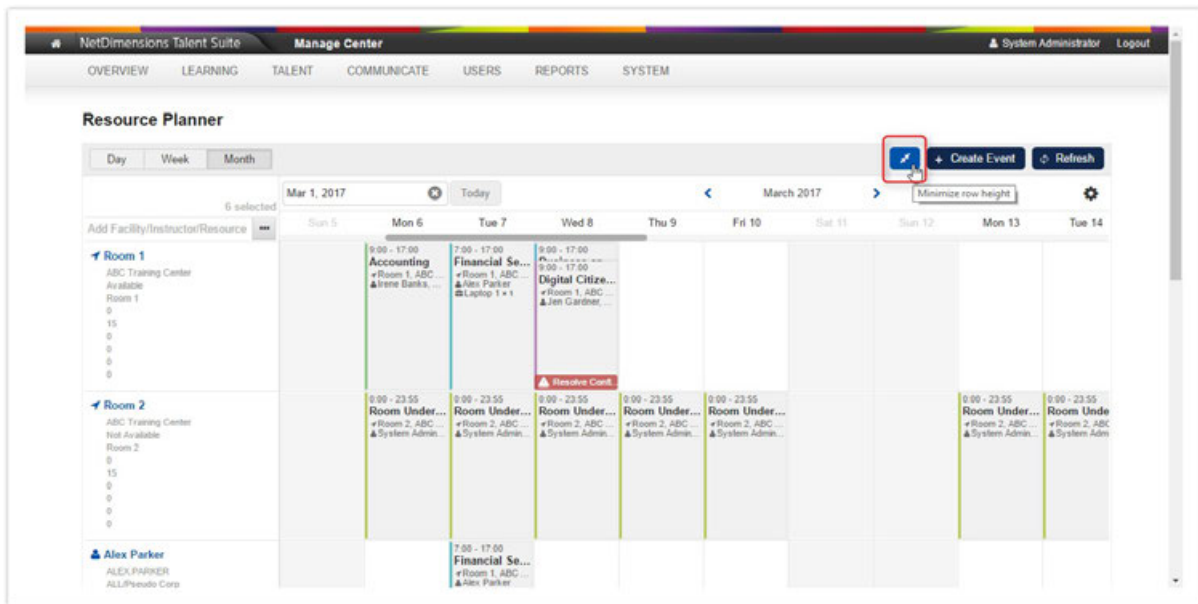 NetDimensions Talent Suite Manage Center System Administrator Logout
OVERVIEW LEARNING TALENT COMMUNICATE USERS REPORTS SYSTEM
Resource Planner
Day Week Month + Create Event Refresh
Minimize row height
6 selected
Mar 1, 2017 Today March 2017
Add Facility/Instructor/Resource ...
Sun 5 Mon 6 Tue 7 Wed 8 Thu 9 Fri 10 Sat 11 Sun 12 Mon 13 Tue 14
Room 1
ABC Training Center
Available
Room 1
0
15
0
0
0
0
9:00 - 17:00
Accounting
Room 1, ABC ...
Irene Banks, ...
7:00 - 17:00
Financial Se...
Room 1, ABC ...
Alex Parker
Laptop 1 × 1
9:00 - 17:00
9:00 - 17:00
Digital Citize...
Room 1, ABC ...
Jen Gardner, ...
Resolve Confl...
Room 2
ABC Training Center
Not Available
Room 2
0
15
0
0
0
0
0:00 - 23:55
Room Under...
Room 2, ABC ...
System Admin...
0:00 - 23:55
Room Under...
Room 2, ABC ...
System Admin...
0:00 - 23:55
Room Under...
Room 2, ABC ...
System Admin...
0:00 - 23:55
Room Under...
Room 2, ABC ...
System Admin...
0:00 - 23:55
Room Under...
Room 2, ABC ...
System Admin...
0:00 - 23:55
Room Under...
Room 2, ABC ...
System Admin...
0:00 - 23:55
Room Unde
Room 2, ABC
System Adm
Alex Parker
ALEX.PARKER
ALL/Pseudo Corp
7:00 - 17:00
Financial Se...
Room 1, ABC ...
Alex Parker